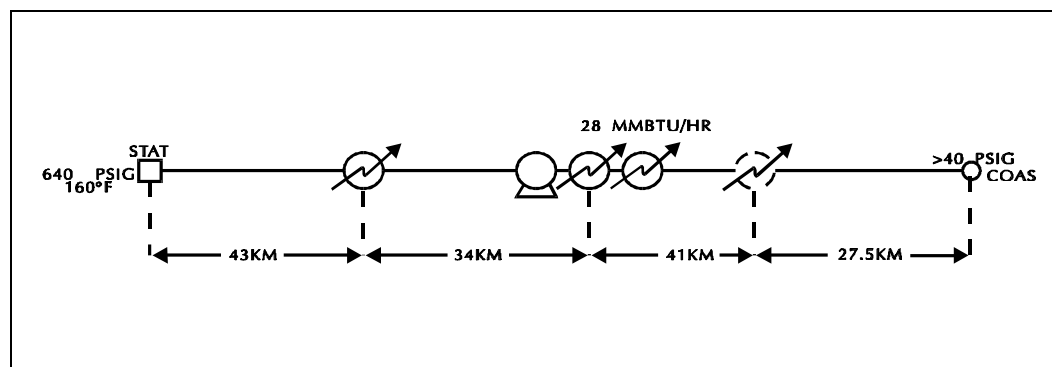 28 MMBTU/HR
STAT
640 PSIG
160°F
>40 PSIG
COAS
43KM
34KM
41KM
27.5KM